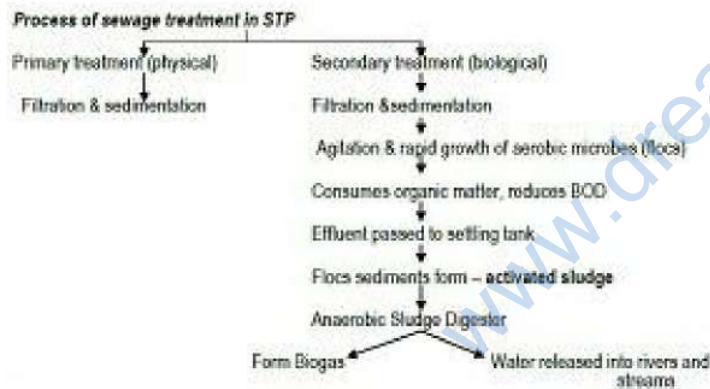 Process of sewage treatment in STP
Primary treatment (physical)
Filtration & sedimentation
Secondary treatment (biological)
Filtration &sedimentation
Agitation & rapid growth of aerobic microbes (flocs)
Consumes organic matter, reduces BOD
Effluent passed to settling tank
Flocs sediments form – activated sludge
Anaerobic Sludge Digester
Form Biogas
Water released into rivers and
streams
www.drea